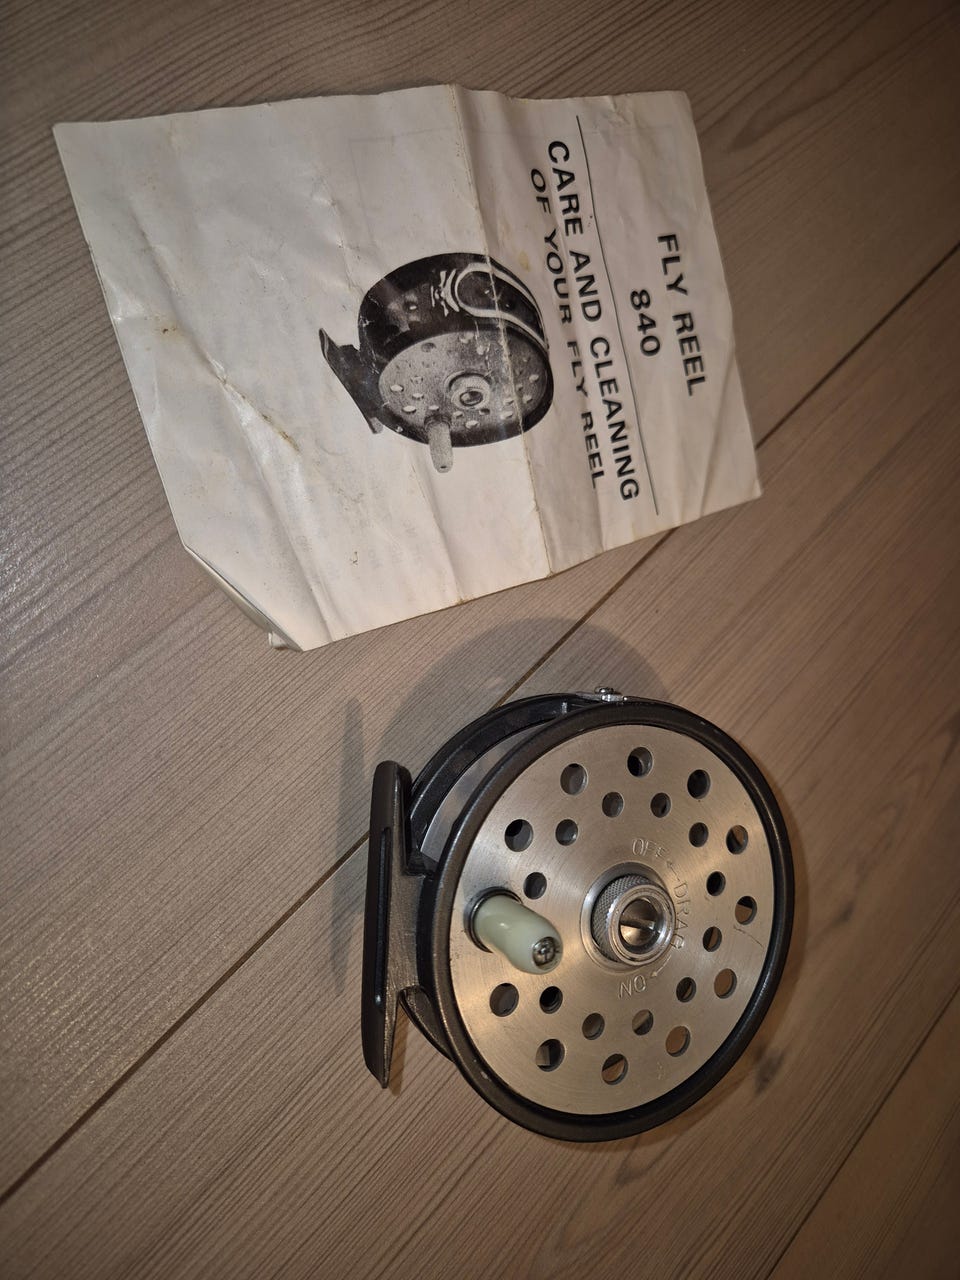 FLY REEL
840
CARE AND CLEANING
OF YOUR FLY REEL
OFF ← DRAG → ON